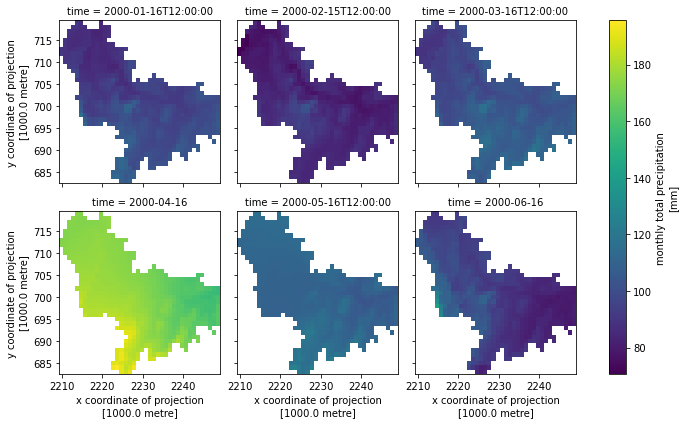 time = 2000-01-16T12:00:00
time = 2000-02-15T12:00:00
time = 2000-03-16T12:00:00
715
710
705
700
695
690
685
y coordinate of projection
[1000.0 metre]
time = 2000-04-16
time = 2000-05-16T12:00:00
time = 2000-06-16
715
710
705
700
695
690
685
y coordinate of projection
[1000.0 metre]
2210 2220 2230 2240
x coordinate of projection
[1000.0 metre]
2210 2220 2230 2240
x coordinate of projection
[1000.0 metre]
2210 2220 2230 2240
x coordinate of projection
[1000.0 metre]
180
160
140
120
100
80
monthly total precipitation
[mm]